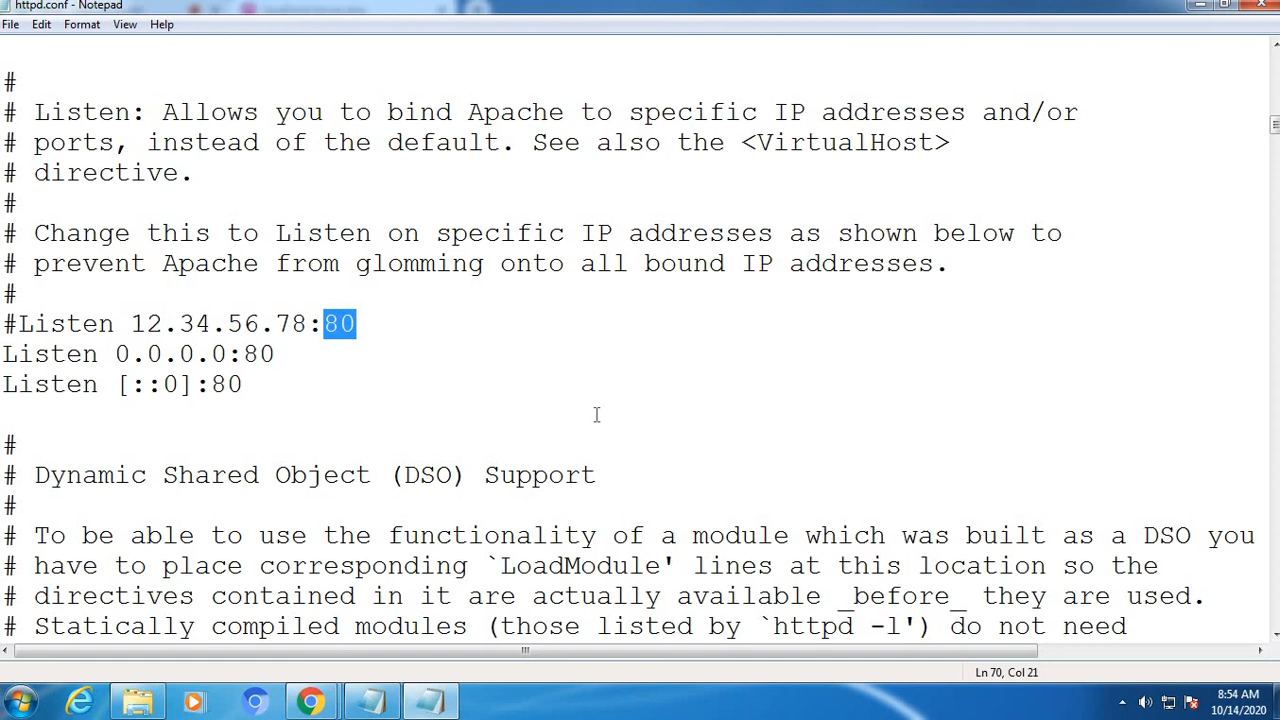 httpd.conf - Notepad
File Edit Format View Help
#
# Listen: Allows you to bind Apache to specific IP addresses and/or
# ports, instead of the default. See also the <VirtualHost>
# directive.
#
# Change this to Listen on specific IP addresses as shown below to
# prevent Apache from glomming onto all bound IP addresses.
#
#Listen 12.34.56.78:80
Listen 0.0.0.0:80
Listen [::0]:80
#
# Dynamic Shared Object (DSO) Support
#
# To be able to use the functionality of a module which was built as a DSO you
# have to place corresponding `LoadModule' lines at this location so the
# directives contained in it are actually available _before_ they are used.
# Statically compiled modules (those listed by `httpd -l') do not need
Ln 70, Col 21
8:54 AM
10/14/2020